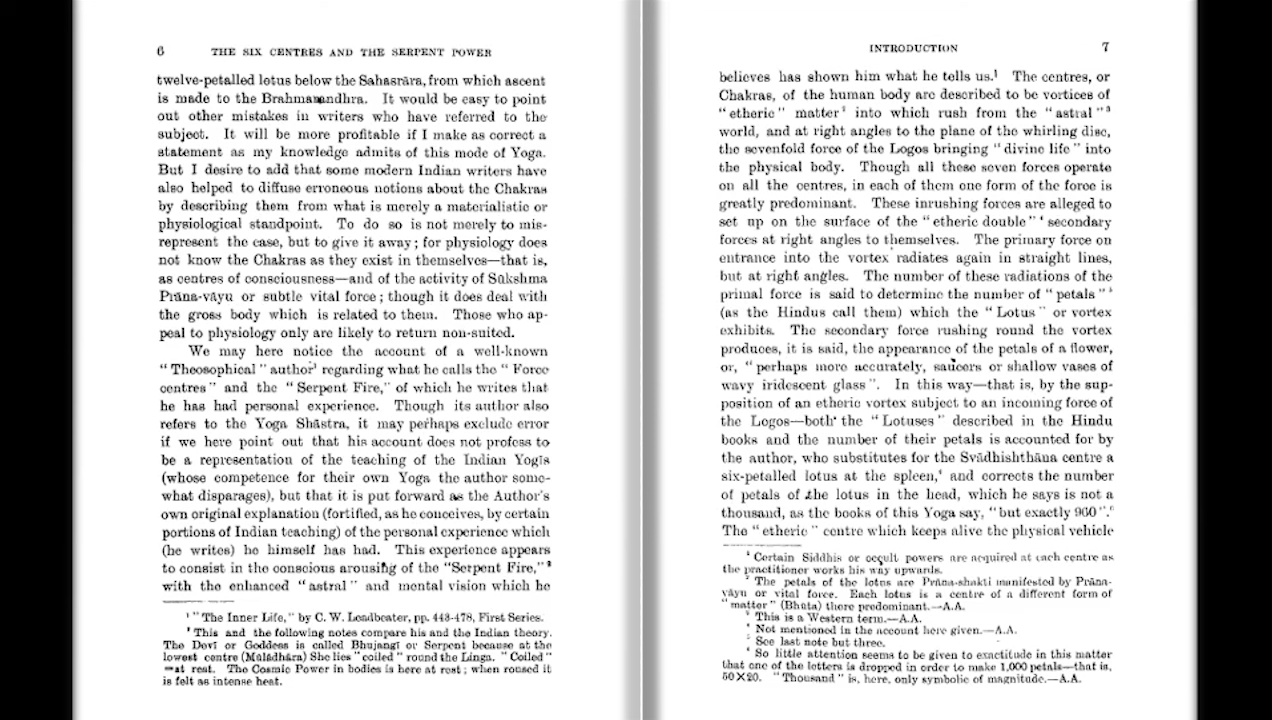 6 THE SIX CENTRES AND THE SERPENT POWER
twelve-petalled lotus below the Sahasrāra, from which ascent
is made to the Brahmarandhra. It would be easy to point
out other mistakes in writers who have referred to the
subject. It will be more profitable if I make as correct a
statement as my knowledge admits of this mode of Yoga.
But I desire to add that some modern Indian writers have
also helped to diffuse erroneous notions about the Chakras
by describing them from what is merely a materialistic or
physiological standpoint. To do so is not merely to mis-
represent the case, but to give it away; for physiology does
not know the Chakras as they exist in themselves—that is,
as centres of consciousness—and of the activity of Sūkshma
Prāna-vāyu or subtle vital force; though it does deal with
the gross body which is related to them. Those who ap-
peal to physiology only are likely to return non-suited.
We may here notice the account of a well-known
"Theosophical" author¹ regarding what he calls the "Force
centres" and the "Serpent Fire," of which he writes that
he has had personal experience. Though its author also
refers to the Yoga Shāstra, it may perhaps exclude error
if we here point out that his account does not profess to
be a representation of the teaching of the Indian Yogīs
(whose competence for their own Yoga the author some-
what disparages), but that it is put forward as the Author's
own original explanation (fortified, as he conceives, by certain
portions of Indian teaching) of the personal experience which
(he writes) he himself has had. This experience appears
to consist in the conscious arousing of the "Serpent Fire,"²
with the enhanced "astral" and mental vision which he
¹ "The Inner Life," by C. W. Leadbeater, pp. 443-478, First Series.
² This and the following notes compare his and the Indian theory.
The Devī or Goddess is called Bhujangī or Serpent because at the
lowest centre (Mūlādhāra) She lies "coiled" round the Linga. "Coiled"
=at rest. The Cosmic Power in bodies is here at rest; when roused it
is felt as intense heat.
INTRODUCTION 7
believes has shown him what he tells us.¹ The centres, or
Chakras, of the human body are described to be vortices of
"etheric" matter² into which rush from the "astral"³
world, and at right angles to the plane of the whirling disc,
the sevenfold force of the Logos bringing "divine life" into
the physical body. Though all these seven forces operate
on all the centres, in each of them one form of the force is
greatly predominant. These inrushing forces are alleged to
set up on the surface of the "etheric double"⁴ secondary
forces at right angles to themselves. The primary force on
entrance into the vortex radiates again in straight lines,
but at right angles. The number of these radiations of the
primal force is said to determine the number of "petals"⁵
(as the Hindus call them) which the "Lotus" or vortex
exhibits. The secondary force rushing round the vortex
produces, it is said, the appearance of the petals of a flower,
or, "perhaps more accurately, saucers or shallow vases of
wavy iridescent glass". In this way—that is, by the sup-
position of an etheric vortex subject to an incoming force of
the Logos—both the "Lotuses" described in the Hindu
books and the number of their petals is accounted for by
the author, who substitutes for the Svādhishthāna centre a
six-petalled lotus at the spleen,⁴ and corrects the number
of petals of the lotus in the head, which he says is not a
thousand, as the books of this Yoga say, "but exactly 960".⁶
The "etheric" centre which keeps alive the physical vehicle
¹ Certain Siddhis or occult powers are acquired at each centre as
the practitioner works his way upwards.
² The petals of the lotus are Prāna-shakti manifested by Prāna-
vāyu or vital force. Each lotus is a centre of a different form of
"matter" (Bhūta) there predominant.—A.A.
³ This is a Western term.—A.A.
⁴ Not mentioned in the account here given.—A.A.
⁵ See last note but three.
⁶ So little attention seems to be given to exactitude in this matter
that one of the letters is dropped in order to make 1,000 petals—that is,
50×20. "Thousand" is, here, only symbolic of magnitude.—A.A.